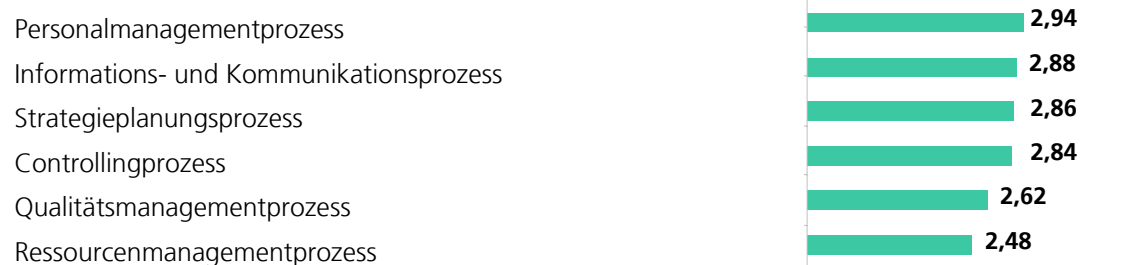 Personalmanagementprozess 2,94
Informations- und Kommunikationsprozess 2,88
Strategieplanungsprozess 2,86
Controllingprozess 2,84
Qualitätsmanagementprozess 2,62
Ressourcenmanagementprozess 2,48